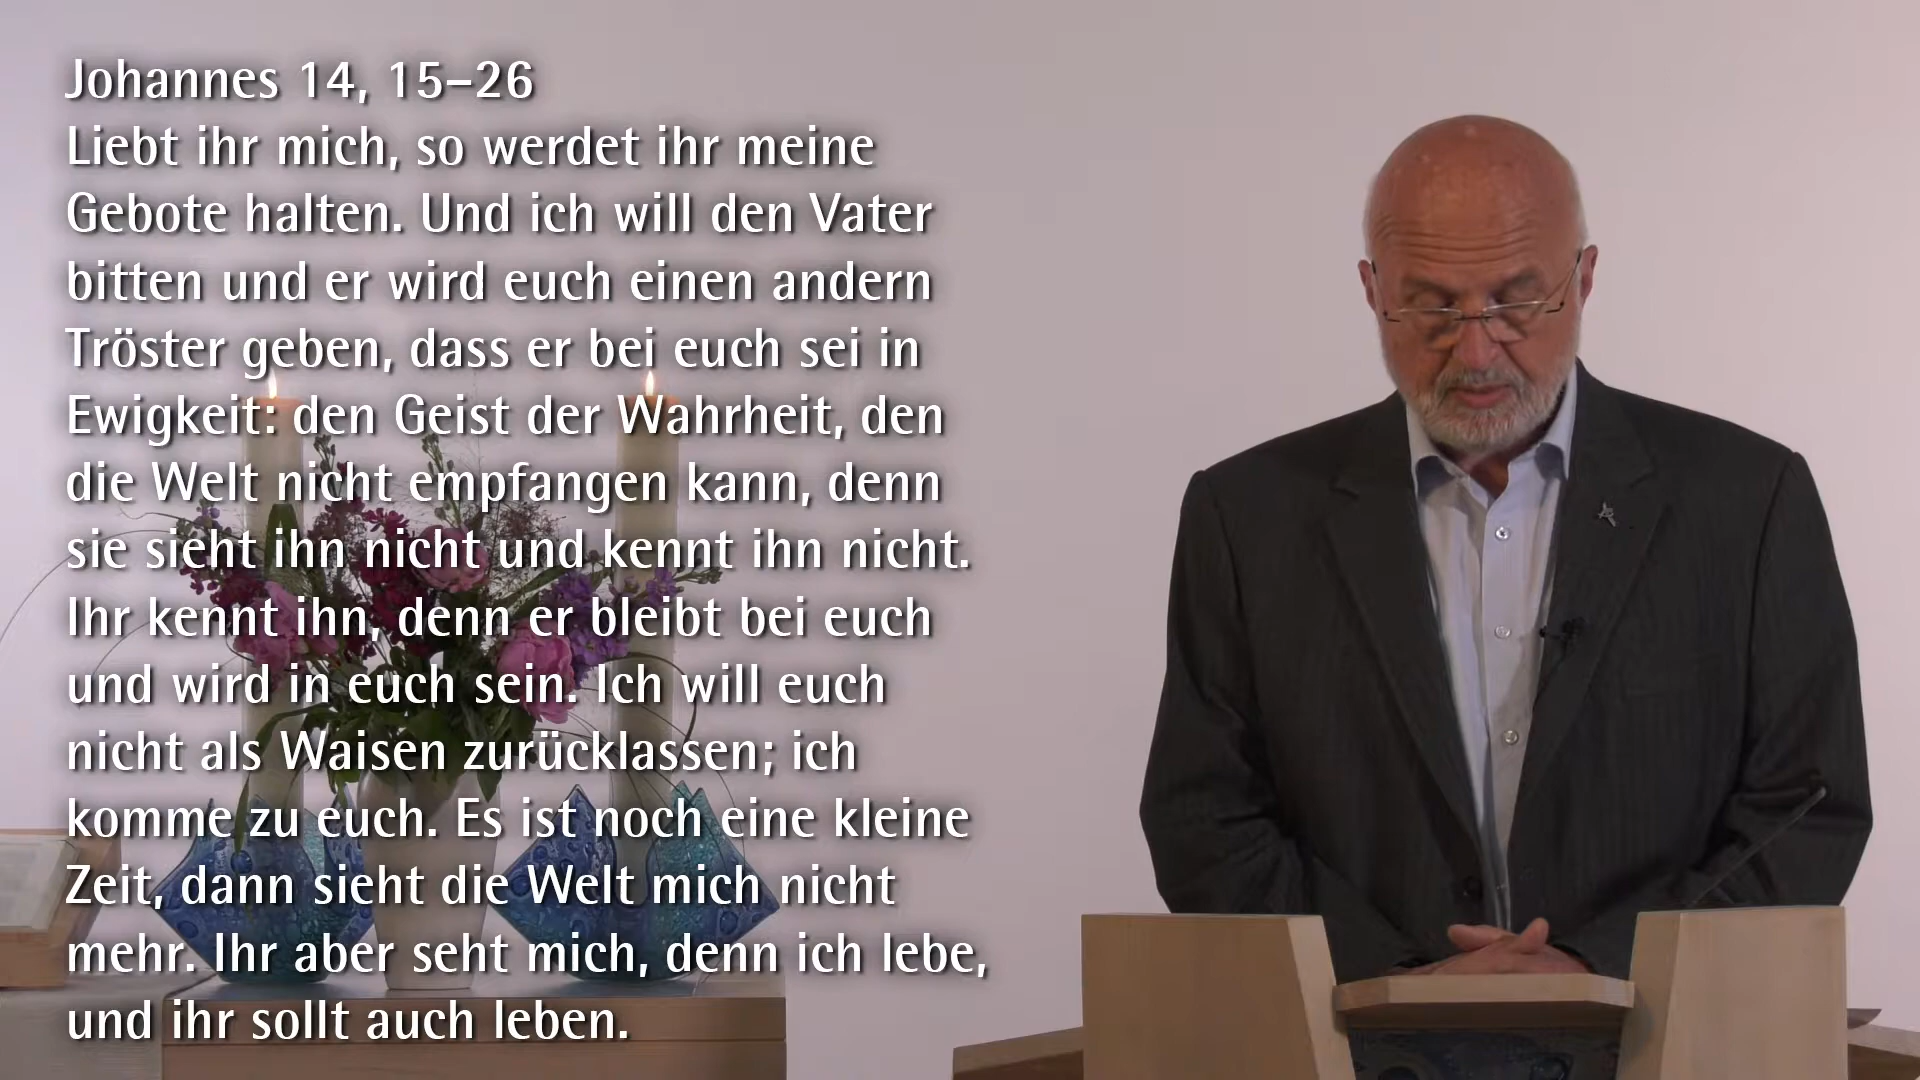 Johannes 14, 15–26
Liebt ihr mich, so werdet ihr meine
Gebote halten. Und ich will den Vater
bitten und er wird euch einen andern
Tröster geben, dass er bei euch sei in
Ewigkeit: den Geist der Wahrheit, den
die Welt nicht empfangen kann, denn
sie sieht ihn nicht und kennt ihn nicht.
Ihr kennt ihn, denn er bleibt bei euch
und wird in euch sein. Ich will euch
nicht als Waisen zurücklassen; ich
komme zu euch. Es ist noch eine kleine
Zeit, dann sieht die Welt mich nicht
mehr. Ihr aber seht mich, denn ich lebe,
und ihr sollt auch leben.